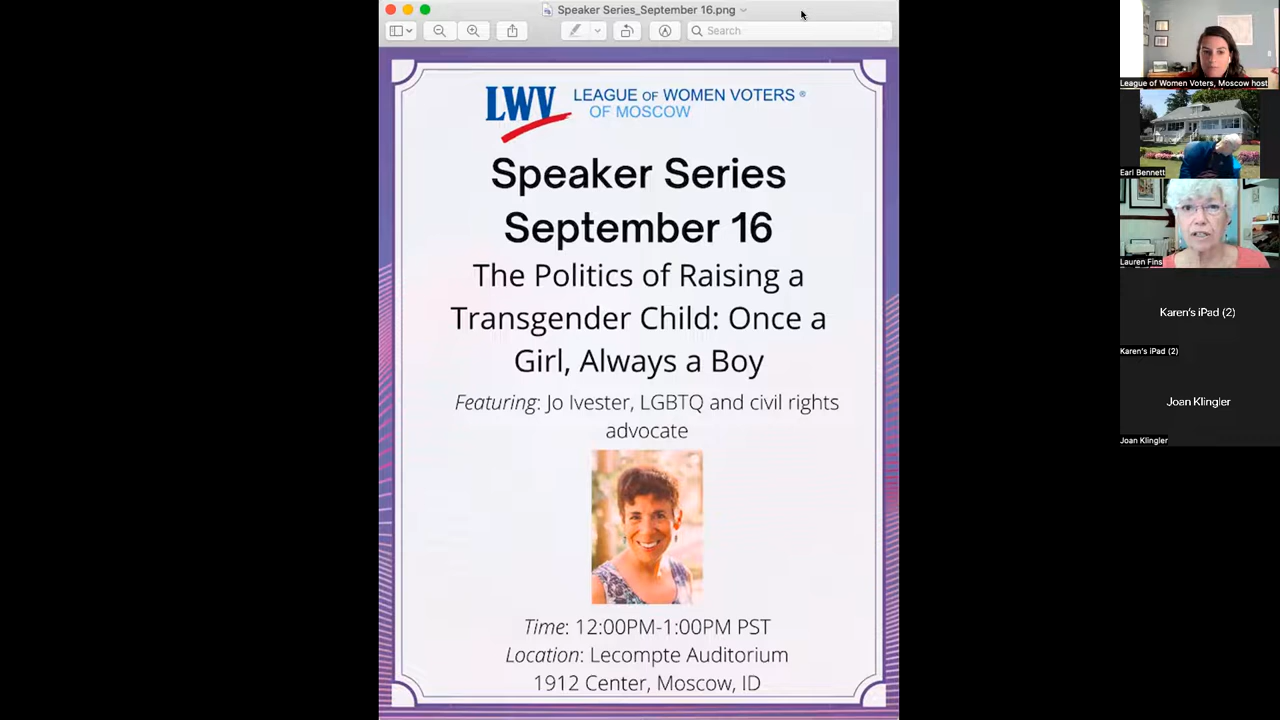 Speaker Series_September 16.png
Search
LWV LEAGUE OF WOMEN VOTERS ®
OF MOSCOW
Speaker Series
September 16
The Politics of Raising a
Transgender Child: Once a
Girl, Always a Boy
Featuring: Jo Ivester, LGBTQ and civil rights
advocate
Time: 12:00PM-1:00PM PST
Location: Lecompte Auditorium
1912 Center, Moscow, ID
League of Women Voters, Moscow host
Earl Bennett
Lauren Fins
Karen's iPad (2)
Karen's iPad (2)
Joan Klingler
Joan Klingler